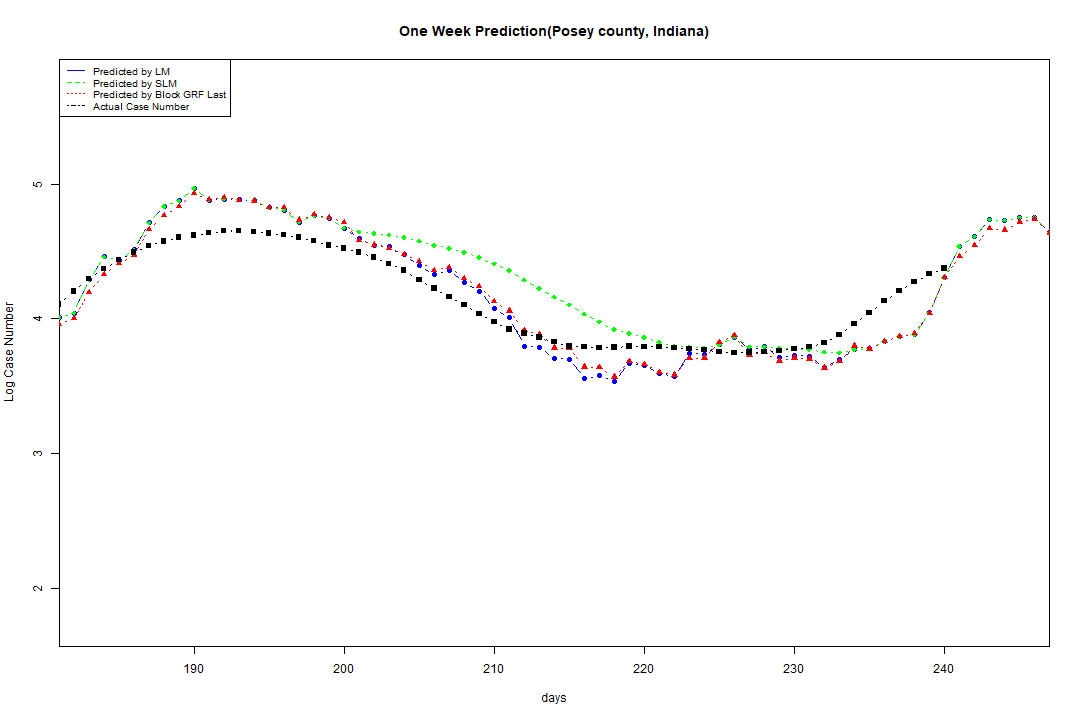 One Week Prediction(Posey county, Indiana)
Predicted by LM
Predicted by SLM
Predicted by Block GRF Last
Actual Case Number
5
4
3
2
Log Case Number
190 200 210 220 230 240
days